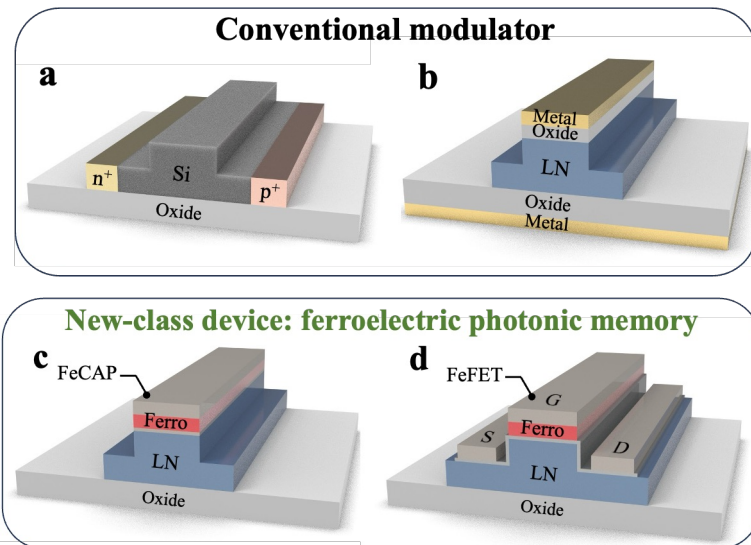 Conventional modulator
a
b
n⁺
Si
p⁺
Oxide
Metal
Oxide
LN
Oxide
Metal
New-class device: ferroelectric photonic memory
c
FeCAP
Ferro
LN
Oxide
d
FeFET
G
Ferro
S
D
LN
Oxide